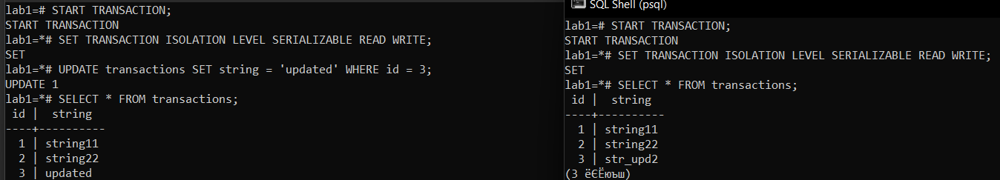 lab1=# START TRANSACTION;
START TRANSACTION
lab1=*# SET TRANSACTION ISOLATION LEVEL SERIALIZABLE READ WRITE;
SET
lab1=*# UPDATE transactions SET string = 'updated' WHERE id = 3;
UPDATE 1
lab1=*# SELECT * FROM transactions;
 id |  string
----+----------
  1 | string11
  2 | string22
  3 | updated
SQL Shell (psql)
lab1=# START TRANSACTION;
START TRANSACTION
lab1=*# SET TRANSACTION ISOLATION LEVEL SERIALIZABLE READ WRITE;
SET
lab1=*# SELECT * FROM transactions;
 id |  string
----+----------
  1 | string11
  2 | string22
  3 | str_upd2
(3 ёЄЁюъш)